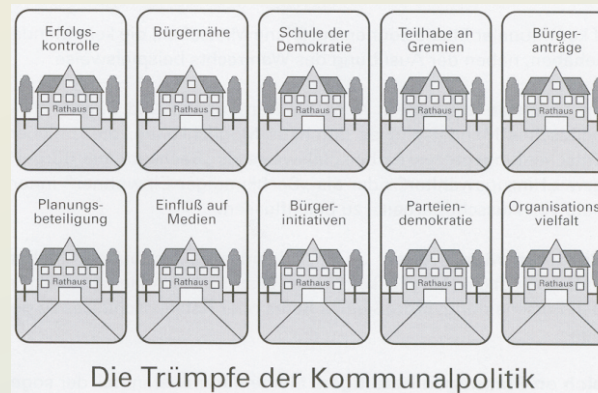 Erfolgs-
kontrolle
Rathaus
Bürgernähe
Rathaus
Schule der
Demokratie
Rathaus
Teilhabe an
Gremien
Rathaus
Bürger-
anträge
Rathaus
Planungs-
beteiligung
Rathaus
Einfluß auf
Medien
Rathaus
Bürger-
initiativen
Rathaus
Parteien-
demokratie
Rathaus
Organisations
vielfalt
Rathaus
Die Trümpfe der Kommunalpolitik